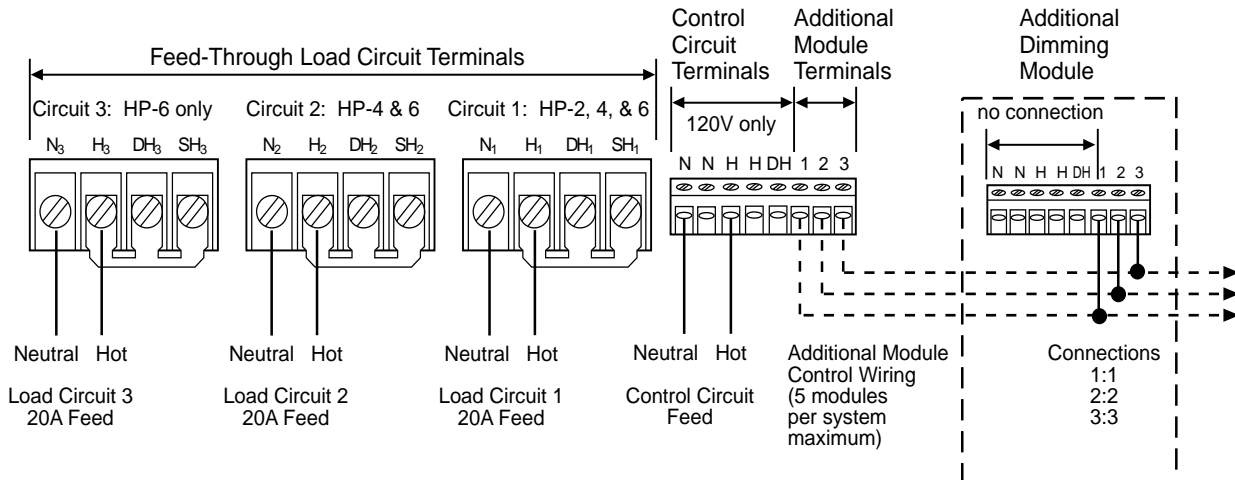 Feed-Through Load Circuit Terminals
Control
Circuit
Terminals
Additional
Module
Terminals
Additional
Dimming
Module
Circuit 3: HP-6 only
Circuit 2: HP-4 & 6
Circuit 1: HP-2, 4, & 6
120V only
no connection
N3 H3 DH3 SH3
N2 H2 DH2 SH2
N1 H1 DH1 SH1
N N H H DH 1 2 3
N N H H DH 1 2 3
Neutral Hot
Load Circuit 3
20A Feed
Neutral Hot
Load Circuit 2
20A Feed
Neutral Hot
Load Circuit 1
20A Feed
Neutral Hot
Control Circuit
Feed
Additional Module
Control Wiring
(5 modules
per system
maximum)
Connections
1:1
2:2
3:3